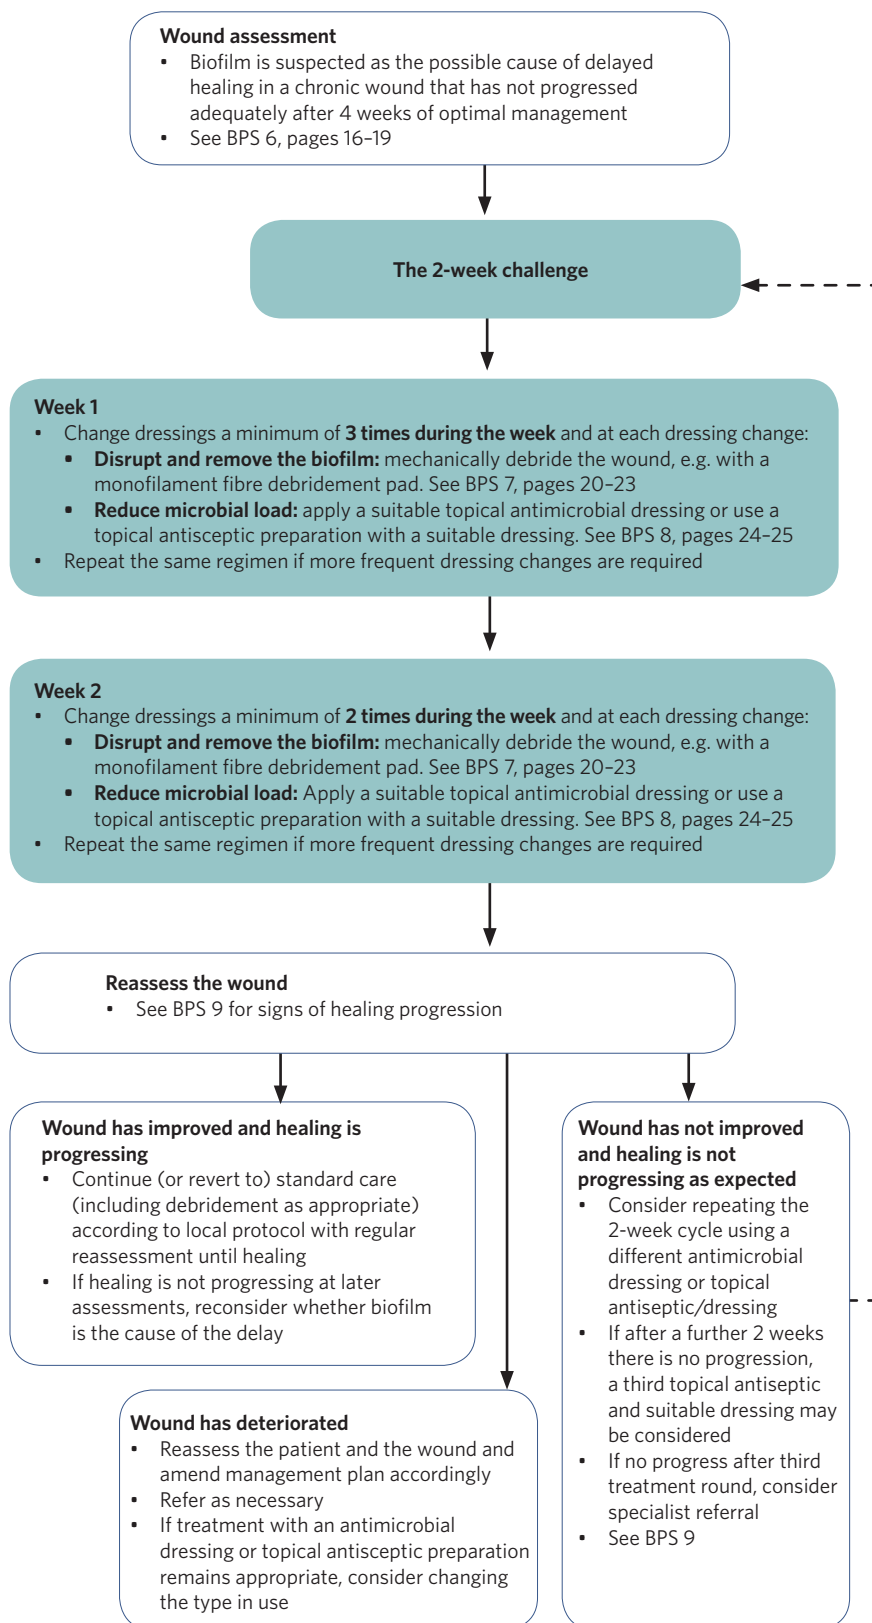 Wound assessment
• Biofilm is suspected as the possible cause of delayed
healing in a chronic wound that has not progressed
adequately after 4 weeks of optimal management
• See BPS 6, pages 16–19
The 2-week challenge
Week 1
• Change dressings a minimum of 3 times during the week and at each dressing change:
▪ Disrupt and remove the biofilm: mechanically debride the wound, e.g. with a
monofilament fibre debridement pad. See BPS 7, pages 20–23
▪ Reduce microbial load: apply a suitable topical antimicrobial dressing or use a
topical antisceptic preparation with a suitable dressing. See BPS 8, pages 24–25
• Repeat the same regimen if more frequent dressing changes are required
Week 2
• Change dressings a minimum of 2 times during the week and at each dressing change:
▪ Disrupt and remove the biofilm: mechanically debride the wound, e.g. with a
monofilament fibre debridement pad. See BPS 7, pages 20–23
▪ Reduce microbial load: Apply a suitable topical antimicrobial dressing or use a
topical antisceptic preparation with a suitable dressing. See BPS 8, pages 24–25
• Repeat the same regimen if more frequent dressing changes are required
Reassess the wound
• See BPS 9 for signs of healing progression
Wound has improved and healing is
progressing
• Continue (or revert to) standard care
(including debridement as appropriate)
according to local protocol with regular
reassessment until healing
• If healing is not progressing at later
assessments, reconsider whether biofilm
is the cause of the delay
Wound has deteriorated
• Reassess the patient and the wound and
amend management plan accordingly
• Refer as necessary
• If treatment with an antimicrobial
dressing or topical antisceptic preparation
remains appropriate, consider changing
the type in use
Wound has not improved
and healing is not
progressing as expected
• Consider repeating the
2-week cycle using a
different antimicrobial
dressing or topical
antiseptic/dressing
• If after a further 2 weeks
there is no progression,
a third topical antiseptic
and suitable dressing may
be considered
• If no progress after third
treatment round, consider
specialist referral
• See BPS 9